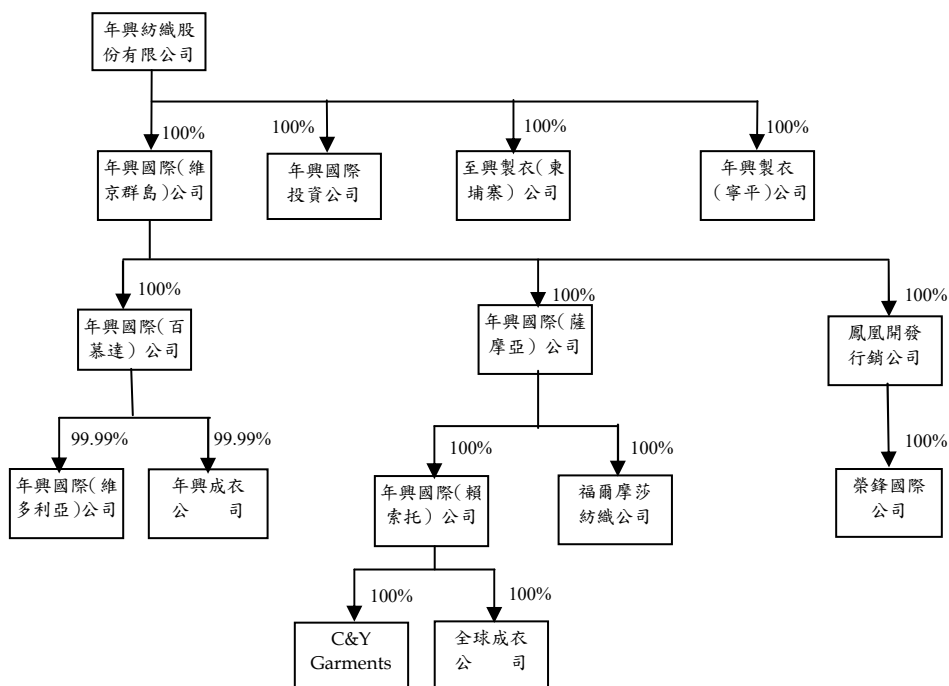 年興紡織股
份有限公司
100%
100%
100%
100%
年興國際(維
京群島)公司
年興國際
投資公司
至興製衣(柬
埔寨)公司
年興製衣
(寧平)公司
100%
100%
100%
年興國際(百
慕達)公司
年興國際(薩
摩亞)公司
鳳凰開發
行銷公司
99.99%
99.99%
100%
100%
100%
年興國際(維
多利亞)公司
年興成衣
公 司
年興國際(賴
索托)公司
福爾摩莎
紡織公司
榮鋒國際
公司
100%
100%
C&Y
Garments
全球成衣
公 司